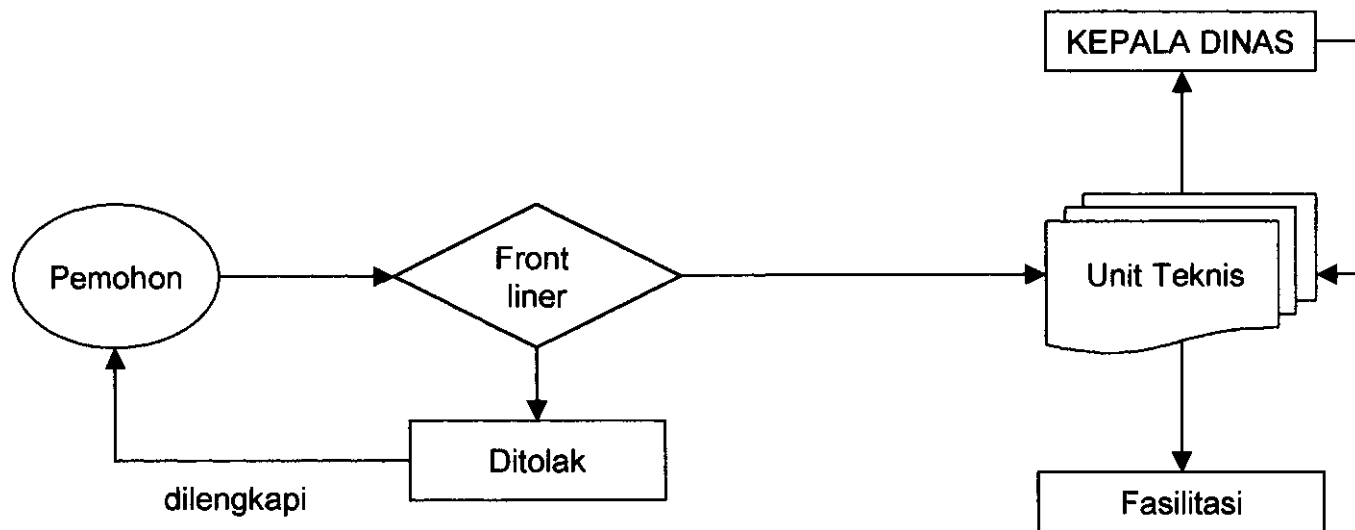 KEPALA DINAS
Pemohon
Front
liner
Unit Teknis
Ditolak
dilengkapi
Fasilitasi